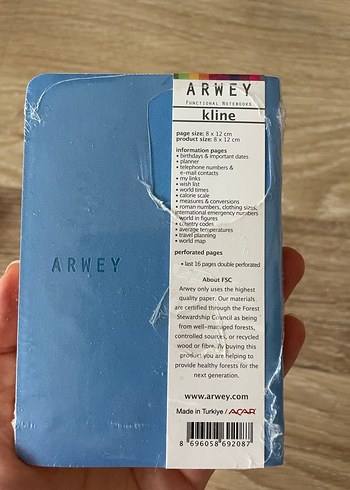 ARWEY
FUNCTIONAL NOTEBOOKS
kline
page size: 8 x 12 cm
product size: 8 x 12 cm
information pages
• birthdays & important dates
• planner
• telephone numbers &
e-mail contacts
• my links
• wish list
• world times
• calorie scale
• measures & conversions
• roman numbers, clothing sizes,
international emergency numbers
• world in figures
• country codes
• average temperatures
• travel planning
• world map
perforated pages
• last 16 pages double perforated
About FSC
Arwey only uses the highest
quality paper. Our materials
are certified through the Forest
Stewardship Council as being
from well-managed forests,
controlled sources, or recycled
wood or fibre. By buying this
product you are helping to
provide healthy forests for the
next generation.
www.arwey.com
Made in Turkiye / ACAR
8 696058 692087
ARWEY